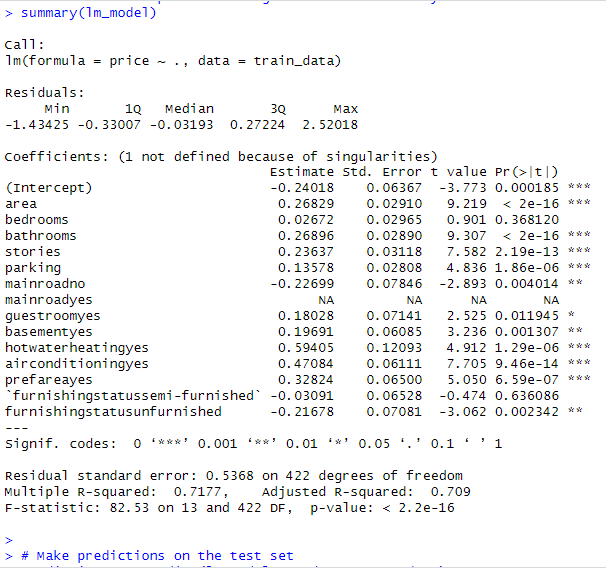 > summary(lm_model)
Call:
lm(formula = price ~ ., data = train_data)
Residuals:
     Min       1Q   Median       3Q      Max
-1.43425 -0.33007 -0.03193  0.27224  2.52018
Coefficients: (1 not defined because of singularities)
                                  Estimate Std. Error t value Pr(>|t|)
(Intercept)                       -0.24018    0.06367  -3.773 0.000185 ***
area                               0.26829    0.02910   9.219  < 2e-16 ***
bedrooms                           0.02672    0.02965   0.901 0.368120
bathrooms                          0.26896    0.02890   9.307  < 2e-16 ***
stories                            0.23637    0.03118   7.582 2.19e-13 ***
parking                            0.13578    0.02808   4.836 1.86e-06 ***
mainroadno                        -0.22699    0.07846  -2.893 0.004014 **
mainroadyes                             NA         NA      NA       NA
guestroomyes                       0.18028    0.07141   2.525 0.011945 *
basementyes                        0.19691    0.06085   3.236 0.001307 **
hotwaterheatingyes                 0.59405    0.12093   4.912 1.29e-06 ***
airconditioningyes                 0.47084    0.06111   7.705 9.46e-14 ***
prefareayes                        0.32824    0.06500   5.050 6.59e-07 ***
`furnishingstatussemi-furnished`  -0.03091    0.06528  -0.474 0.636086
furnishingstatusunfurnished       -0.21678    0.07081  -3.062 0.002342 **
---
Signif. codes:  0 ‘***’ 0.001 ‘**’ 0.01 ‘*’ 0.05 ‘.’ 0.1 ‘ ’ 1
Residual standard error: 0.5368 on 422 degrees of freedom
Multiple R-squared:  0.7177,    Adjusted R-squared:  0.709
F-statistic: 82.53 on 13 and 422 DF,  p-value: < 2.2e-16
>
> # Make predictions on the test set